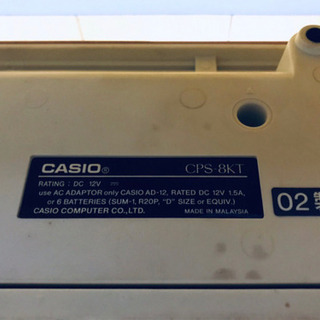 CASIO® CPS-8KT
RATING : DC 12V ⎓
use AC ADAPTOR only CASIO AD-12, RATED DC 12V 1.5A,
or 6 BATTERIES (SUM-1, R20P, "D" SIZE or EQUIV.)
CASIO COMPUTER CO.,LTD. MADE IN MALAYSIA
02